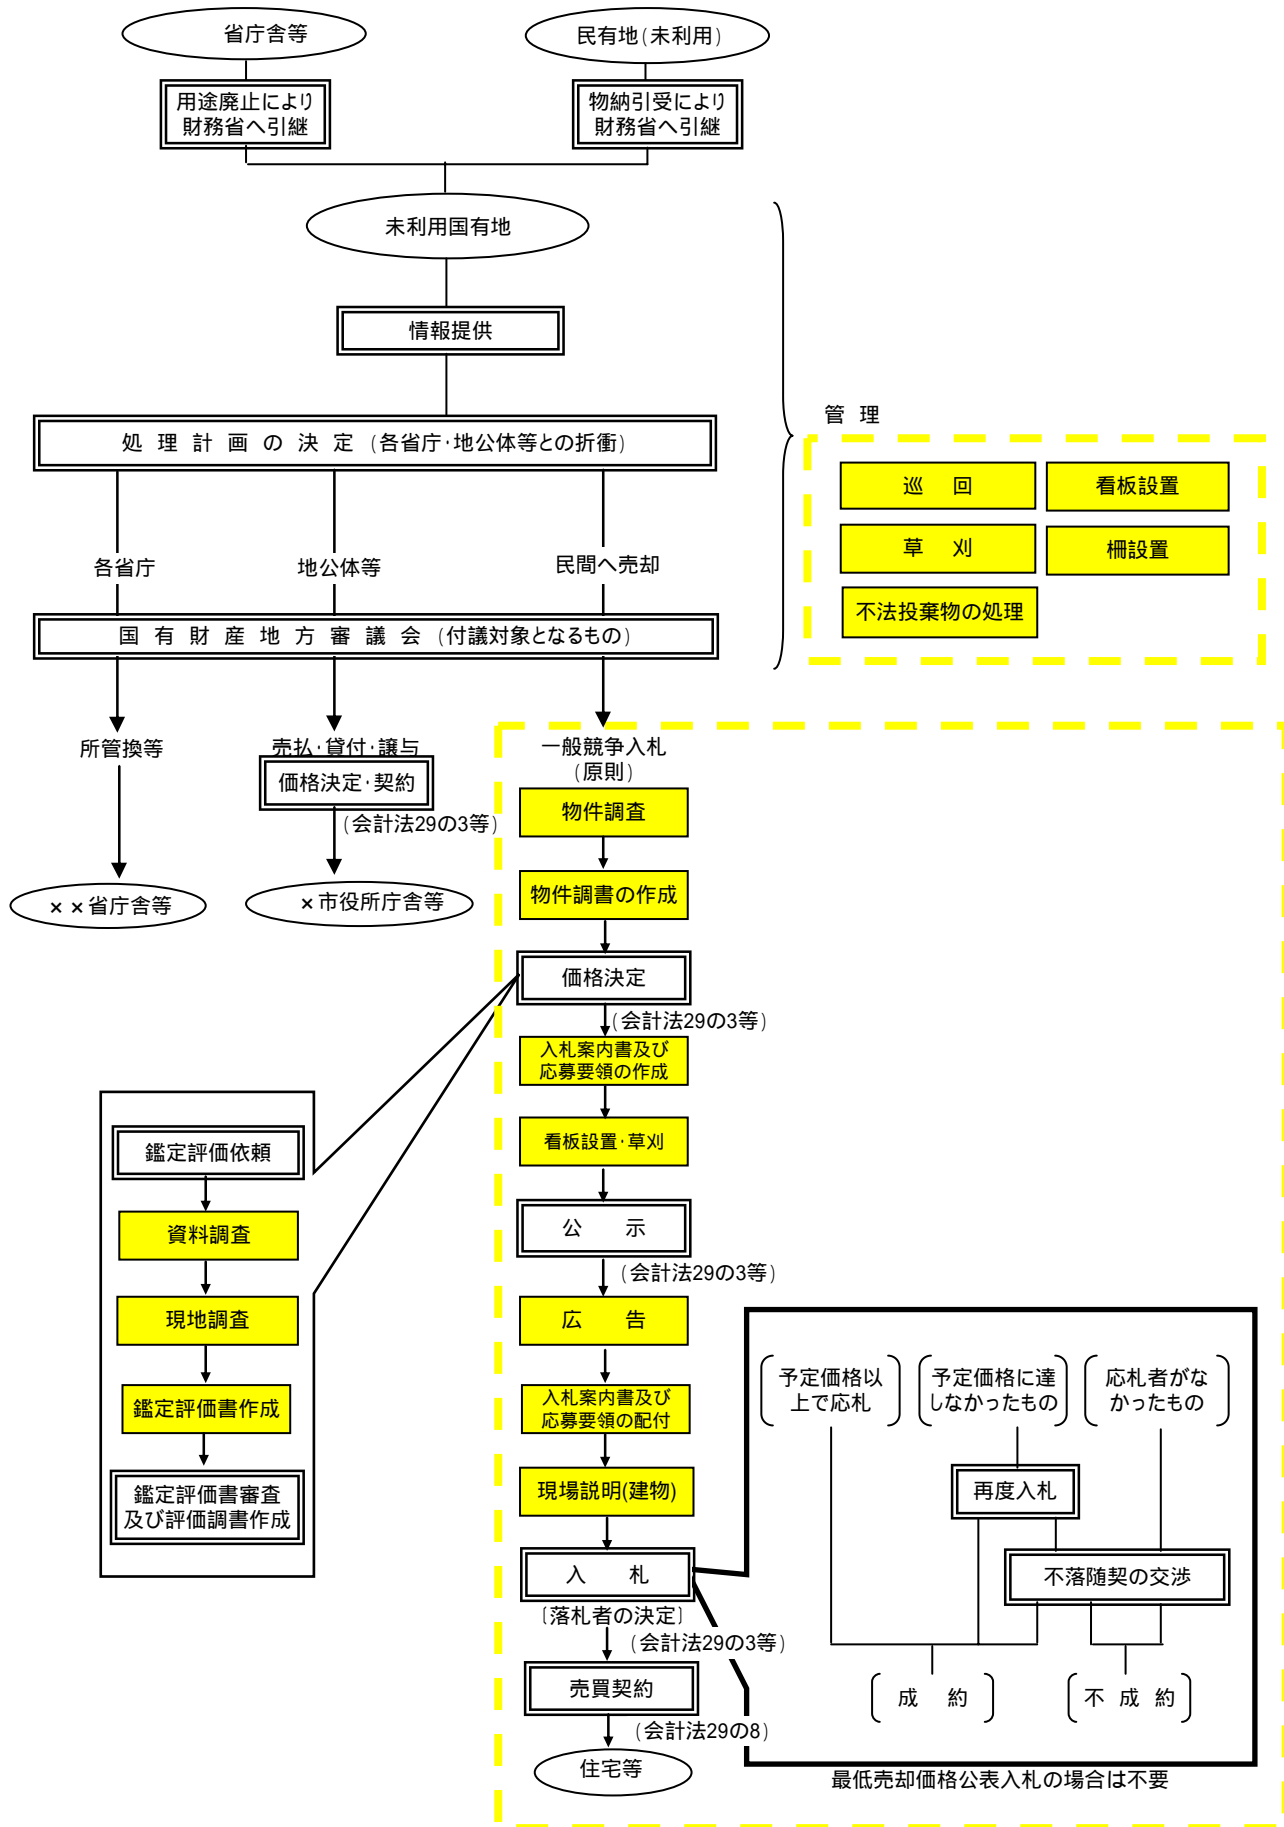 省庁舎等
民有地(未利用)
用途廃止により
財務省へ引継
物納引受により
財務省へ引継
未利用国有地
情報提供
処理計画の決定(各省庁・地公体等との折衝)
各省庁
地公体等
民間へ売却
国有財産地方審議会(付議対象となるもの)
管理
巡回
看板設置
草刈
柵設置
不法投棄物の処理
所管換等
××省庁舎等
売払・貸付・譲与
価格決定・契約
(会計法29の3等)
×市役所庁舎等
一般競争入札
(原則)
物件調査
物件調書の作成
価格決定
(会計法29の3等)
入札案内書及び
応募要領の作成
看板設置・草刈
公示
(会計法29の3等)
広告
入札案内書及び
応募要領の配付
現場説明(建物)
入札
〔落札者の決定〕
(会計法29の3等)
売買契約
(会計法29の8)
住宅等
鑑定評価依頼
資料調査
現地調査
鑑定評価書作成
鑑定評価書審査
及び評価調書作成
予定価格以
上で応札
予定価格に達
しなかったもの
応札者がな
かったもの
再度入札
不落随契の交渉
成約
不成約
最低売却価格公表入札の場合は不要